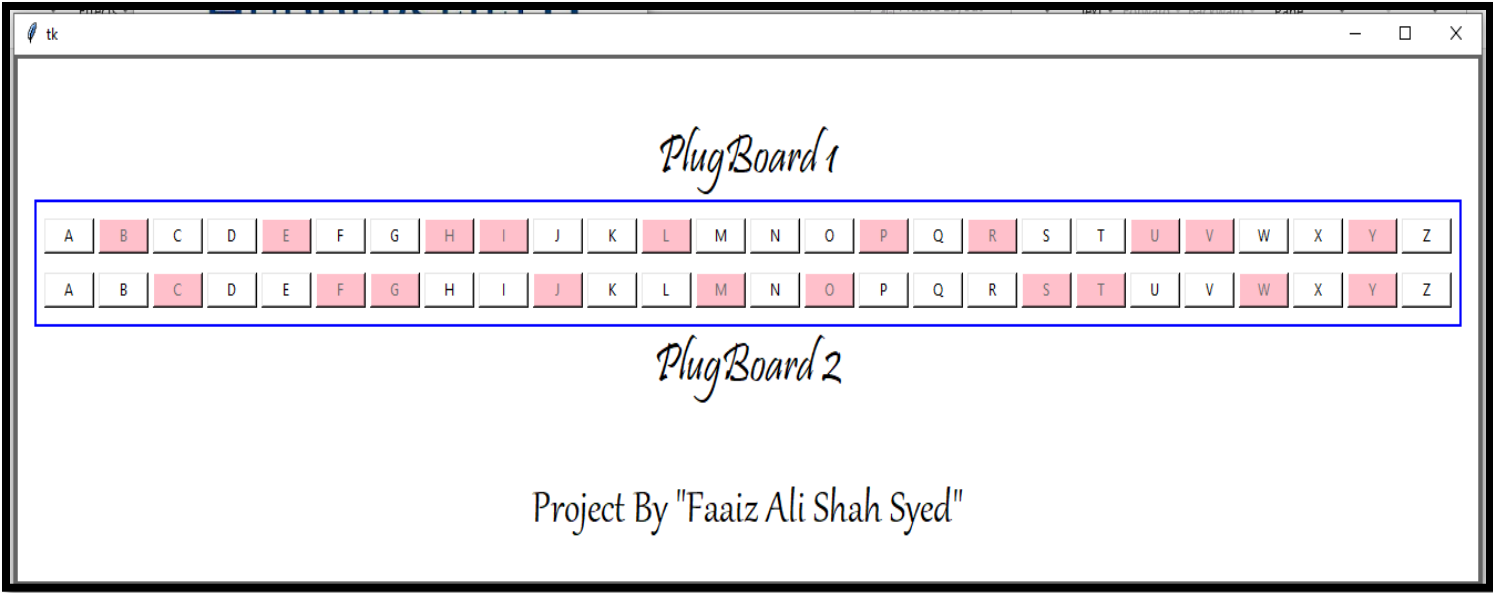 tk
PlugBoard 1
A B C D E F G H I J K L M N O P Q R S T U V W X Y Z
A B C D E F G H I J K L M N O P Q R S T U V W X Y Z
PlugBoard 2
Project By "Faaiz Ali Shah Syed"